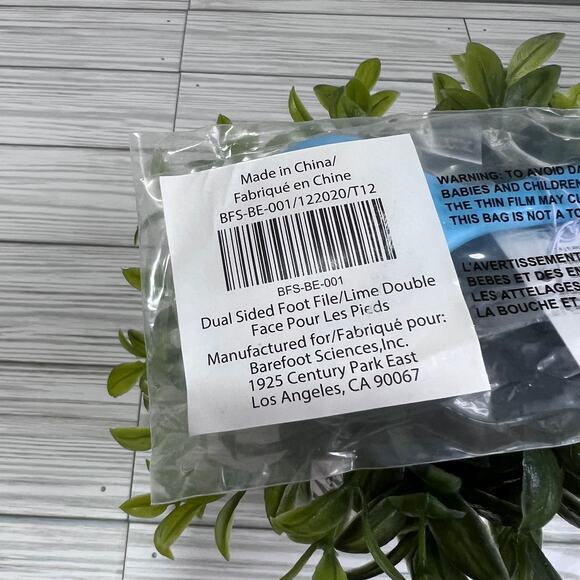 Made in China/
Fabriqué en Chine
BFS-BE-001/122020/T12
BFS-BE-001
Dual Sided Foot File/Lime Double
Face Pour Les Pieds
Manufactured for/Fabriqué pour:
Barefoot Sciences,Inc.
1925 Century Park East
Los Angeles, CA 90067
WARNING: TO AVOID DA
BABIES AND CHILDREN
THE THIN FILM MAY CL
THIS BAG IS NOT A TO
L'AVERTISSEMENT
BEBES ET DES EN
LES ATTELAGES
LA BOUCHE ET